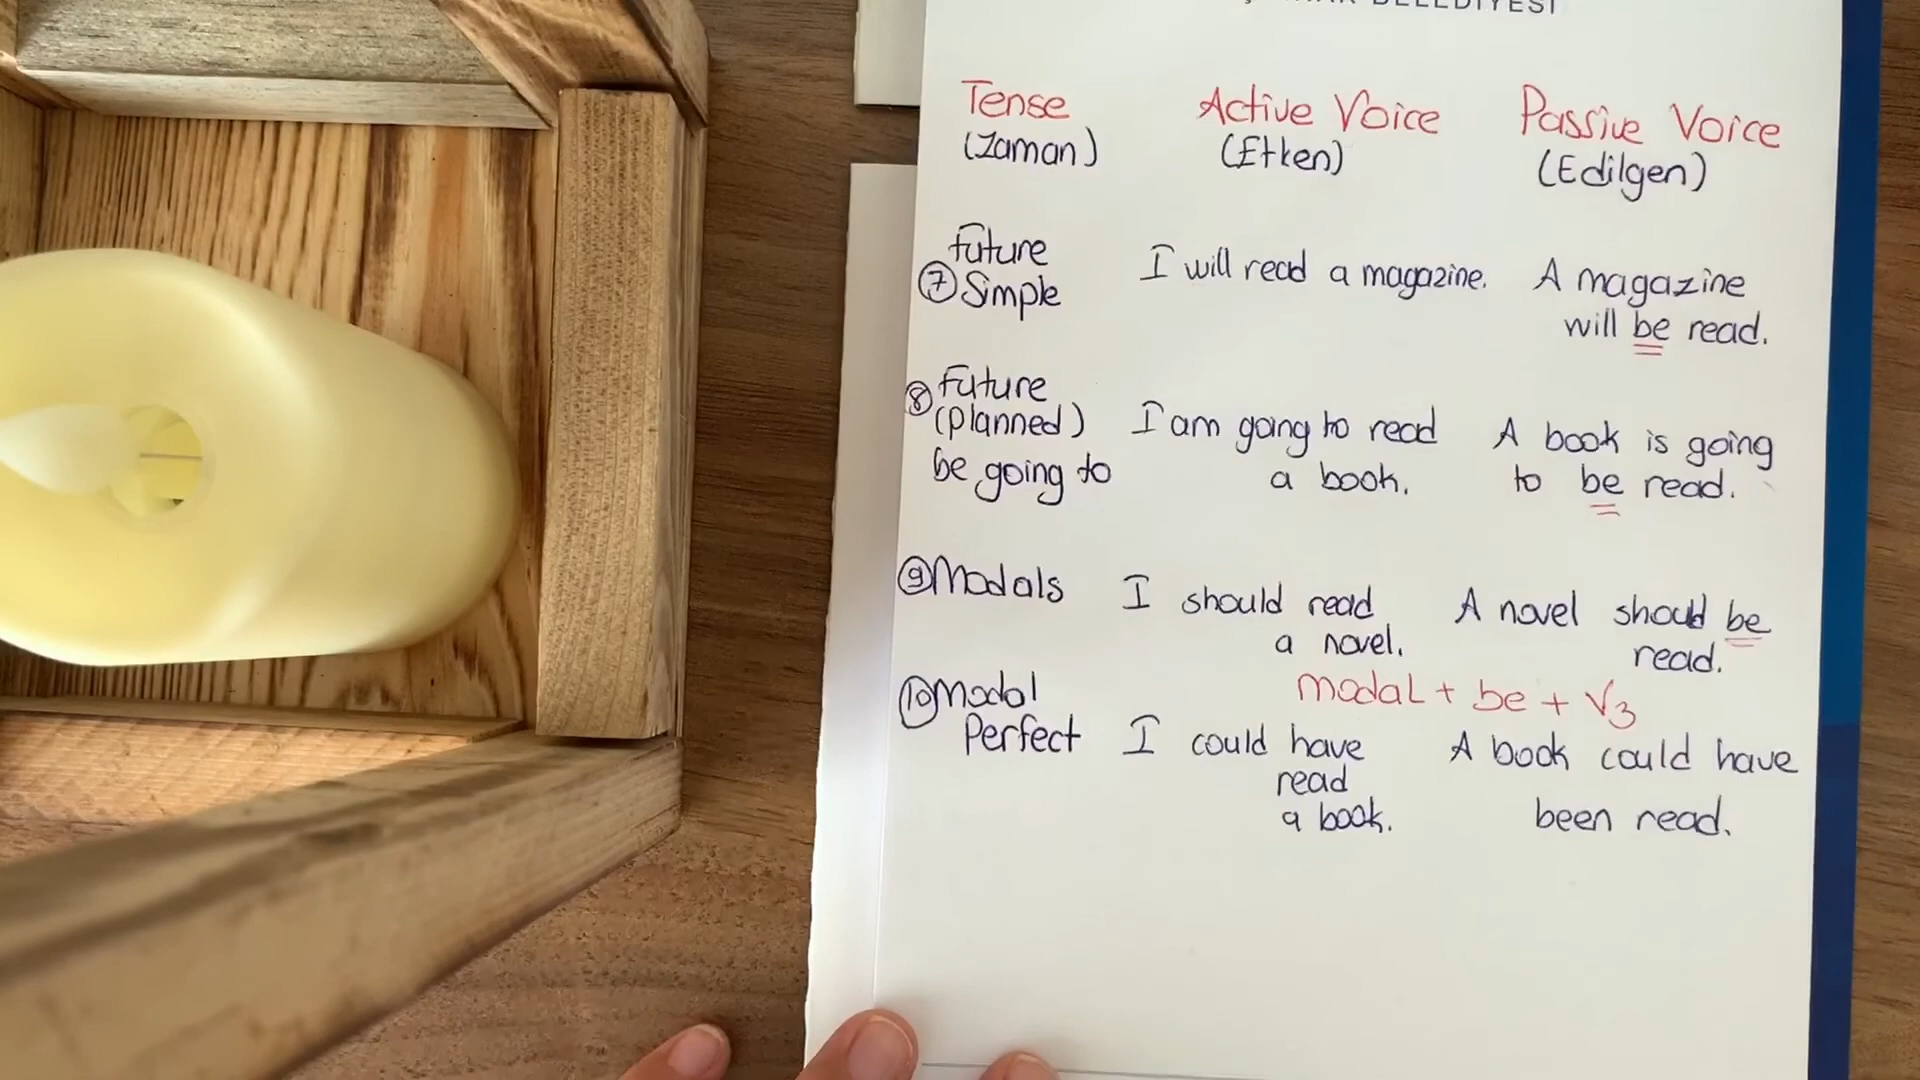 BELEDİYESİ
Tense Active Voice Passive Voice
(Zaman) (Etken) (Edilgen)
Future
⑦ Simple I will read a magazine. A magazine
will be read.
⑧ Future
(planned) I am going to read A book is going
be going to a book. to be read.
⑨ Modals I should read A novel should be
a novel. read.
modal + be + V3
⑩ Modal
Perfect I could have A book could have
read
a book. been read.